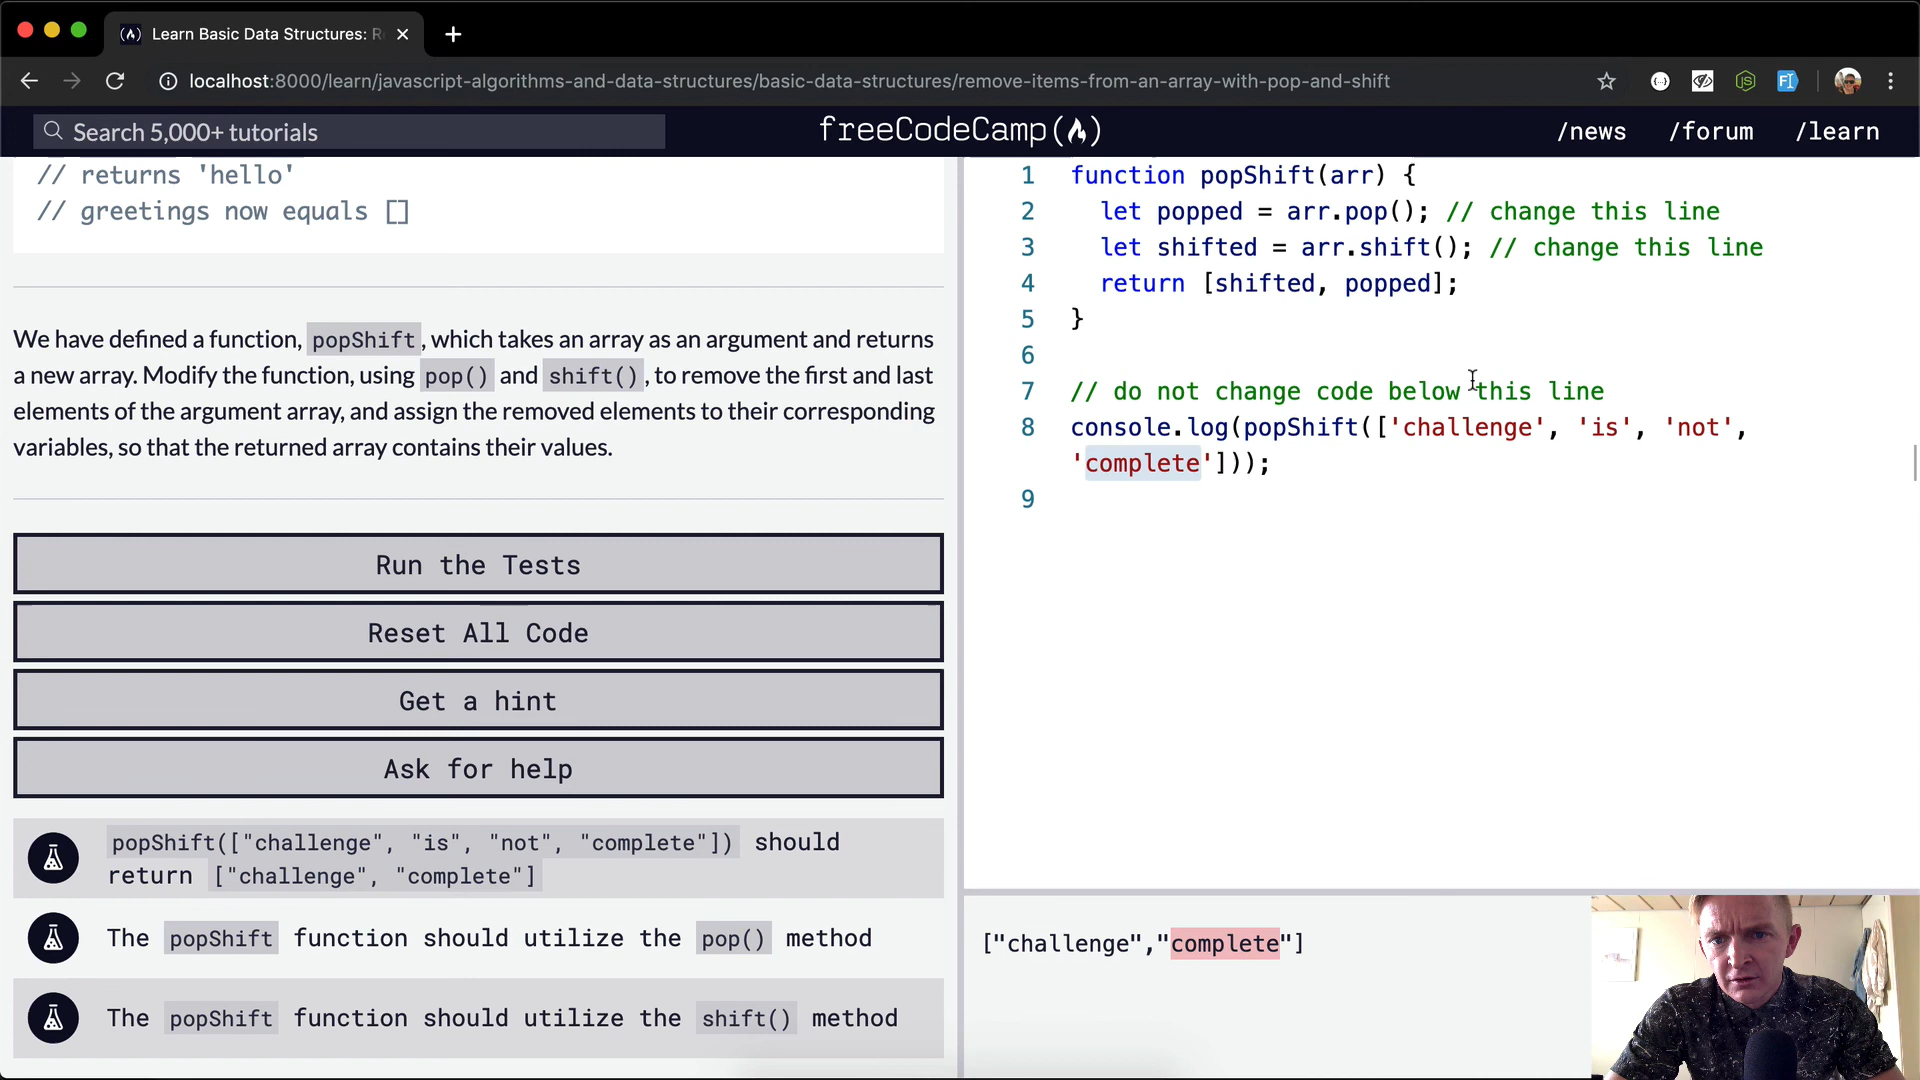 Learn Basic Data Structures: Re
localhost:8000/learn/javascript-algorithms-and-data-structures/basic-data-structures/remove-items-from-an-array-with-pop-and-shift
Search 5,000+ tutorials
freeCodeCamp
/news
/forum
/learn
// returns 'hello'
// greetings now equals []
We have defined a function, popShift, which takes an array as an argument and returns
a new array. Modify the function, using pop() and shift(), to remove the first and last
elements of the argument array, and assign the removed elements to their corresponding
variables, so that the returned array contains their values.
Run the Tests
Reset All Code
Get a hint
Ask for help
popShift(["challenge", "is", "not", "complete"]) should
return ["challenge", "complete"]
The popShift function should utilize the pop() method
The popShift function should utilize the shift() method
1 function popShift(arr) {
2 let popped = arr.pop(); // change this line
3 let shifted = arr.shift(); // change this line
4 return [shifted, popped];
5 }
6
7 // do not change code below this line
8 console.log(popShift(['challenge', 'is', 'not',
'complete']));
9
["challenge","complete"]